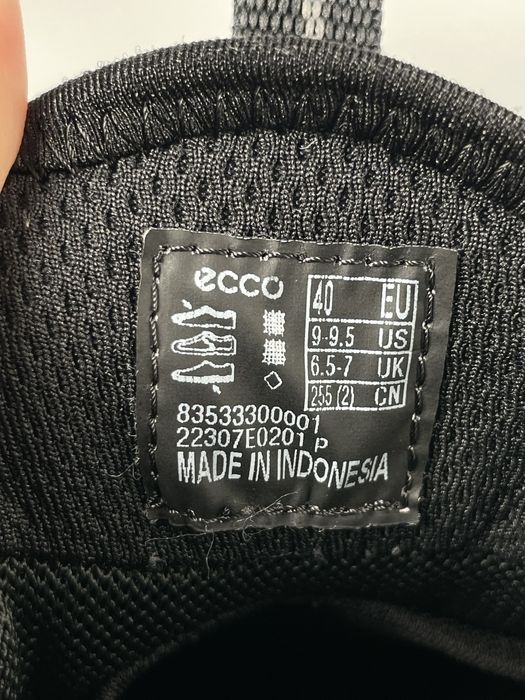 ecco
40 EU
9-9.5 US
6.5-7 UK
255 (2) CN
83533300001
22307E0201 p
MADE IN INDONESIA